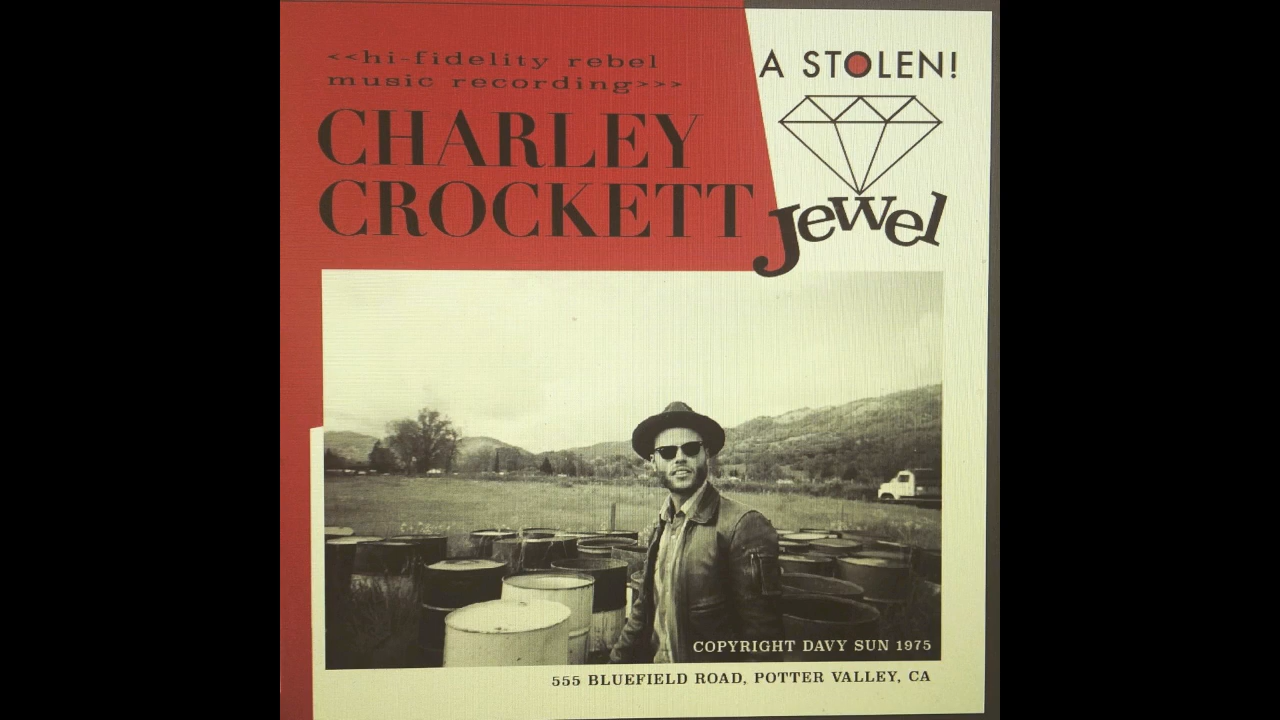 <<hi-fidelity rebel
music recording>>>
CHARLEY
CROCKETT
A STOLEN!
Jewel
COPYRIGHT DAVY SUN 1975
555 BLUEFIELD ROAD, POTTER VALLEY, CA